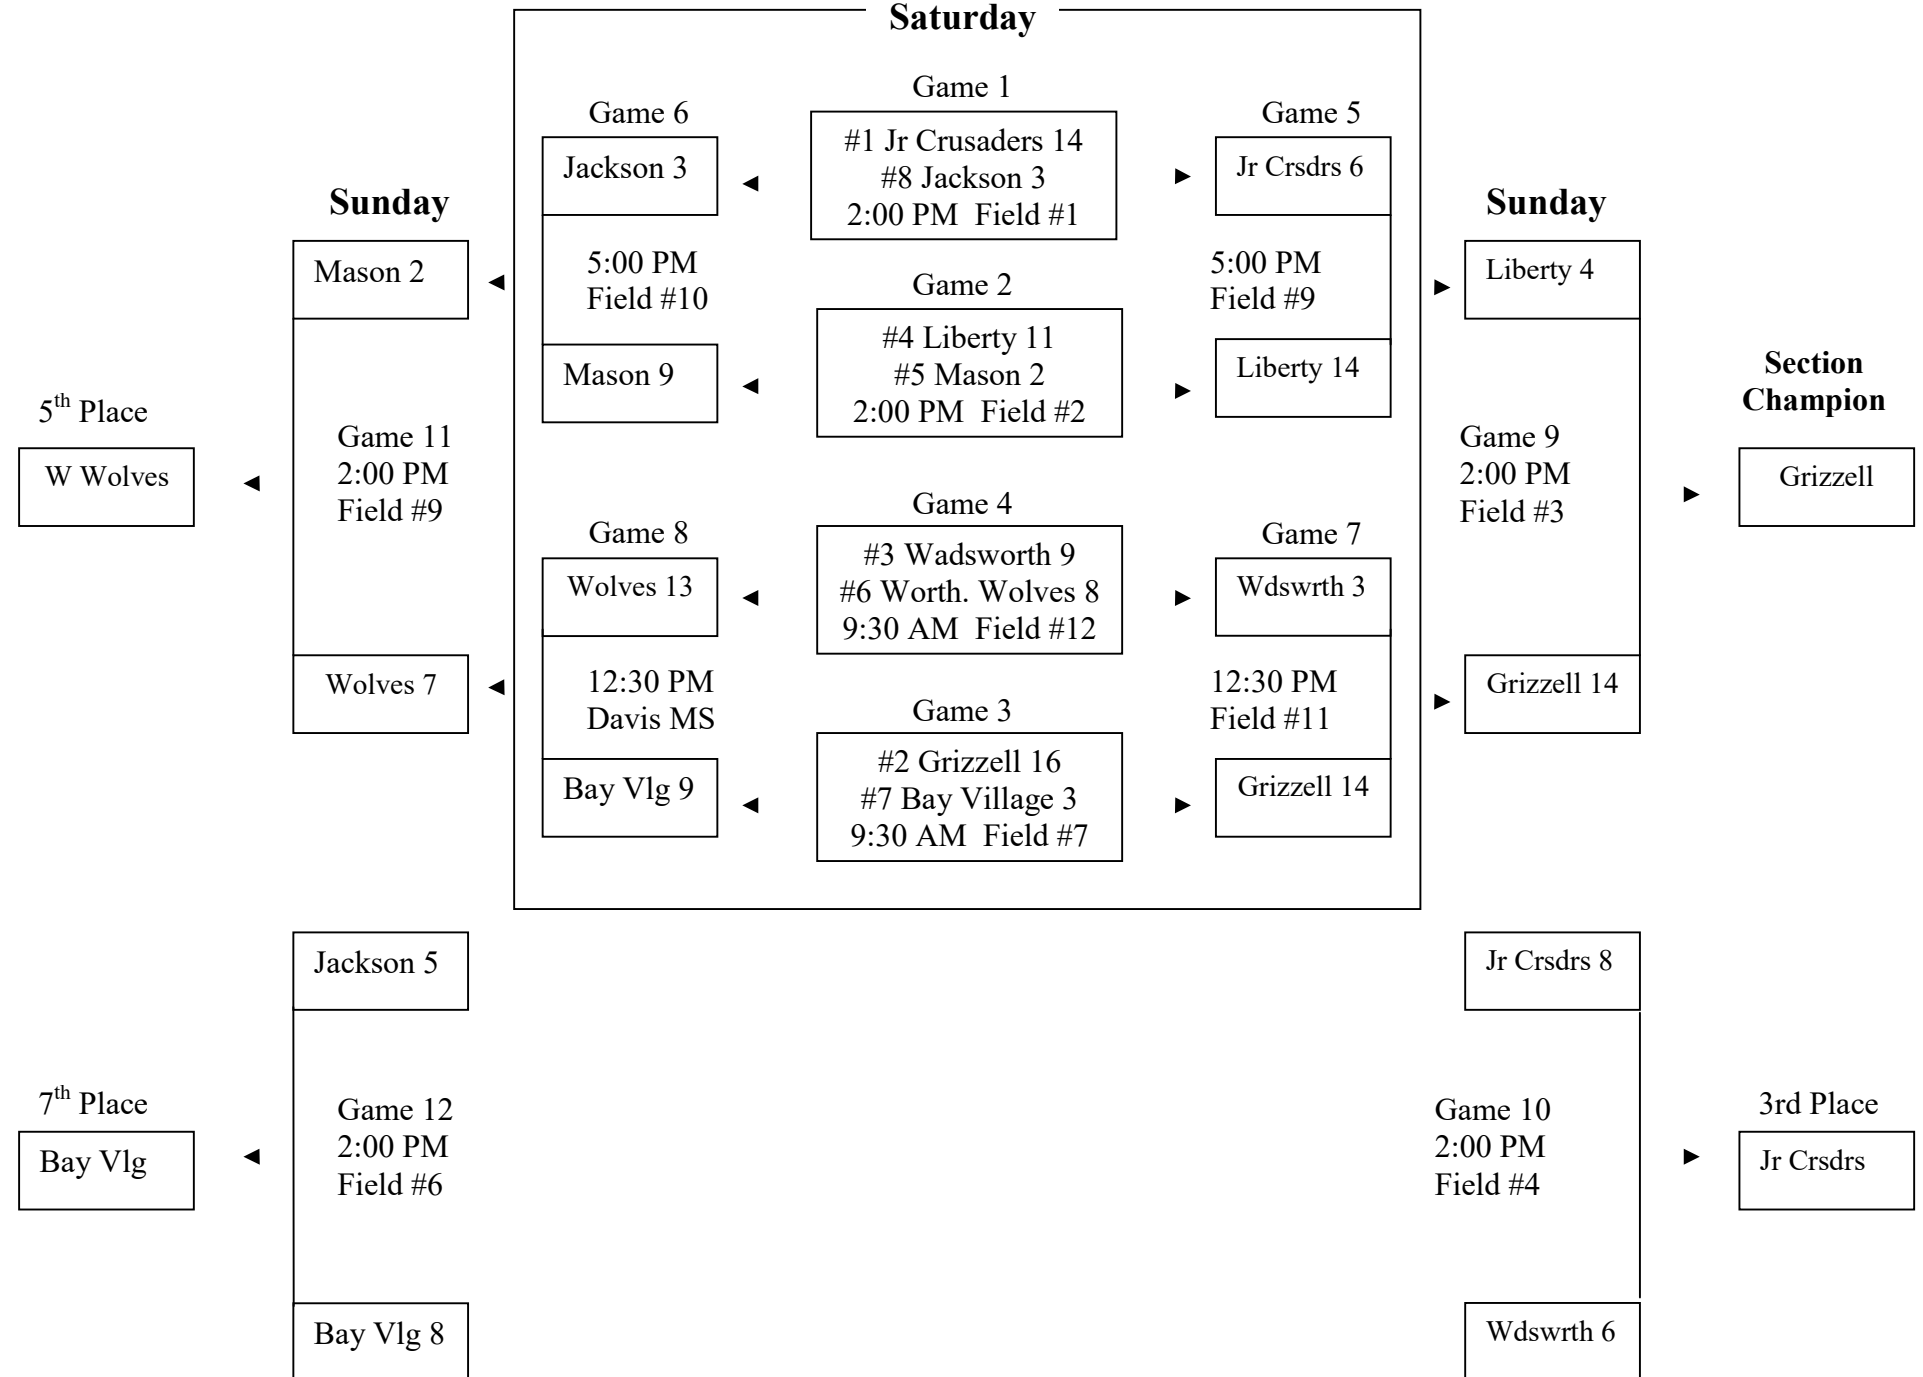 Saturday
Game 1
Game 6
Game 5
#1 Jr Crusaders 14
#8 Jackson 3
2:00 PM  Field #1
Jackson 3
Jr Crsdrs 6
Sunday
Sunday
Mason 2
5:00 PM
Field #10
5:00 PM
Field #9
Liberty 4
Game 2
#4 Liberty 11
#5 Mason 2
2:00 PM  Field #2
Mason 9
Liberty 14
Section
Champion
5th Place
W Wolves
Game 11
2:00 PM
Field #9
Game 9
2:00 PM
Field #3
Grizzell
Game 4
Game 8
Game 7
#3 Wadsworth 9
#6 Worth. Wolves 8
9:30 AM  Field #12
Wolves 13
Wdswrth 3
Wolves 7
12:30 PM
Davis MS
12:30 PM
Field #11
Grizzell 14
Game 3
#2 Grizzell 16
#7 Bay Village 3
9:30 AM  Field #7
Bay Vlg 9
Grizzell 14
Jackson 5
Jr Crsdrs 8
7th Place
Bay Vlg
Game 12
2:00 PM
Field #6
Game 10
2:00 PM
Field #4
3rd Place
Jr Crsdrs
Bay Vlg 8
Wdswrth 6